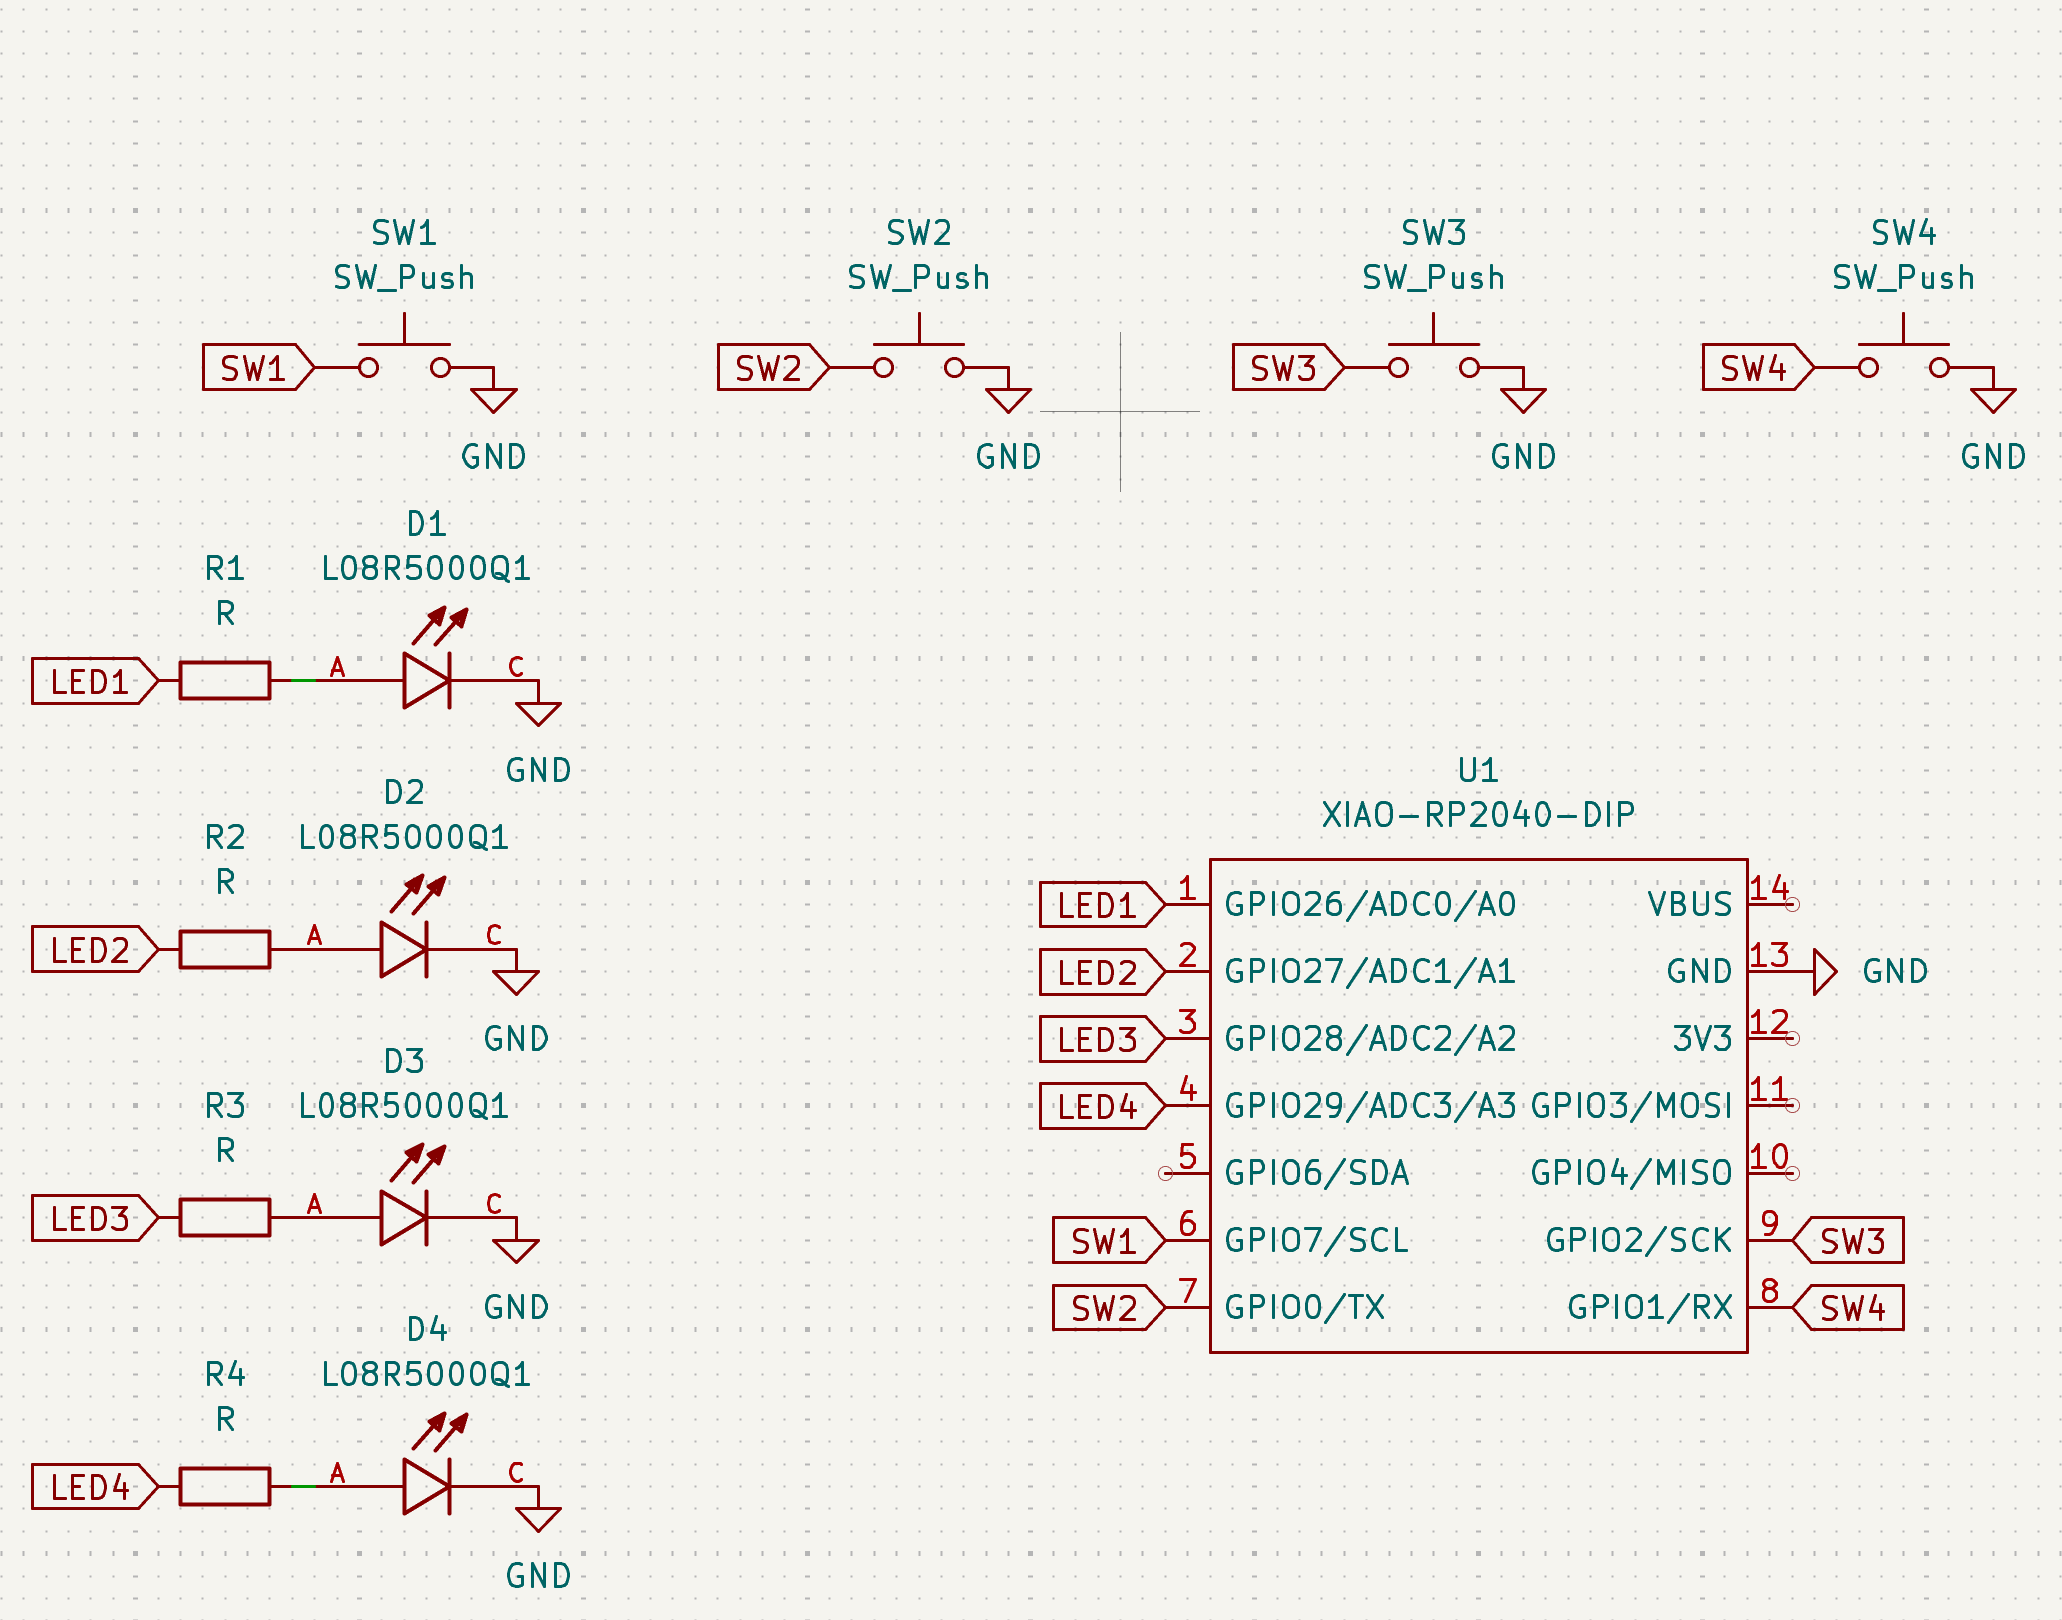 SW1
SW_Push
SW1
GND
SW2
SW_Push
SW2
GND
SW3
SW_Push
SW3
GND
SW4
SW_Push
SW4
GND
D1
L08R5000Q1
R1
R
LED1
A
C
GND
D2
L08R5000Q1
R2
R
LED2
A
C
GND
D3
L08R5000Q1
R3
R
LED3
A
C
GND
D4
L08R5000Q1
R4
R
LED4
A
C
GND
U1
XIAO-RP2040-DIP
LED1 1 GPIO26/ADC0/A0 VBUS 14
LED2 2 GPIO27/ADC1/A1 GND 13 GND
LED3 3 GPIO28/ADC2/A2 3V3 12
LED4 4 GPIO29/ADC3/A3 GPIO3/MOSI 11
5 GPIO6/SDA GPIO4/MISO 10
SW1 6 GPIO7/SCL GPIO2/SCK 9 SW3
SW2 7 GPIO0/TX GPIO1/RX 8 SW4